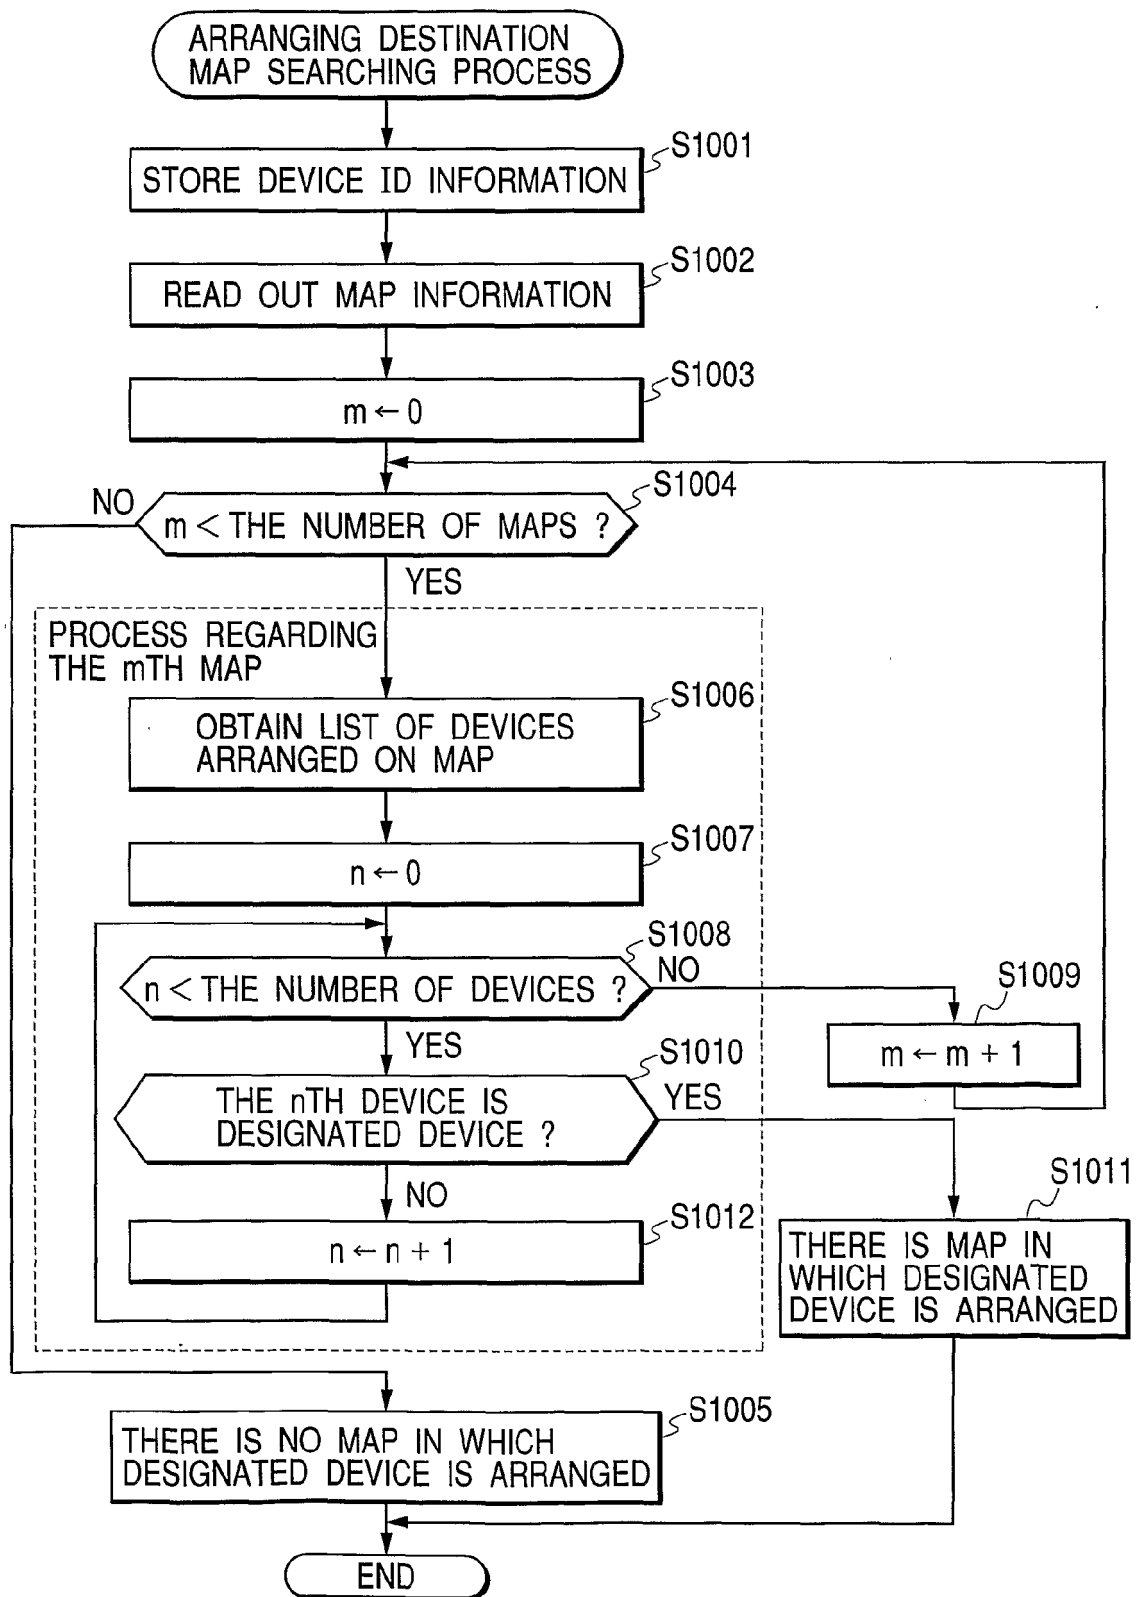 ARRANGING DESTINATION
MAP SEARCHING PROCESS
S1001
STORE DEVICE ID INFORMATION
S1002
READ OUT MAP INFORMATION
S1003
m ← 0
S1004
NO
m < THE NUMBER OF MAPS ?
YES
PROCESS REGARDING
THE mTH MAP
S1006
OBTAIN LIST OF DEVICES
ARRANGED ON MAP
S1007
n ← 0
S1008
n < THE NUMBER OF DEVICES ?
NO
S1009
m ← m + 1
YES
S1010
THE nTH DEVICE IS
DESIGNATED DEVICE ?
YES
S1011
THERE IS MAP IN
WHICH DESIGNATED
DEVICE IS ARRANGED
NO
S1012
n ← n + 1
S1005
THERE IS NO MAP IN WHICH
DESIGNATED DEVICE IS ARRANGED
END